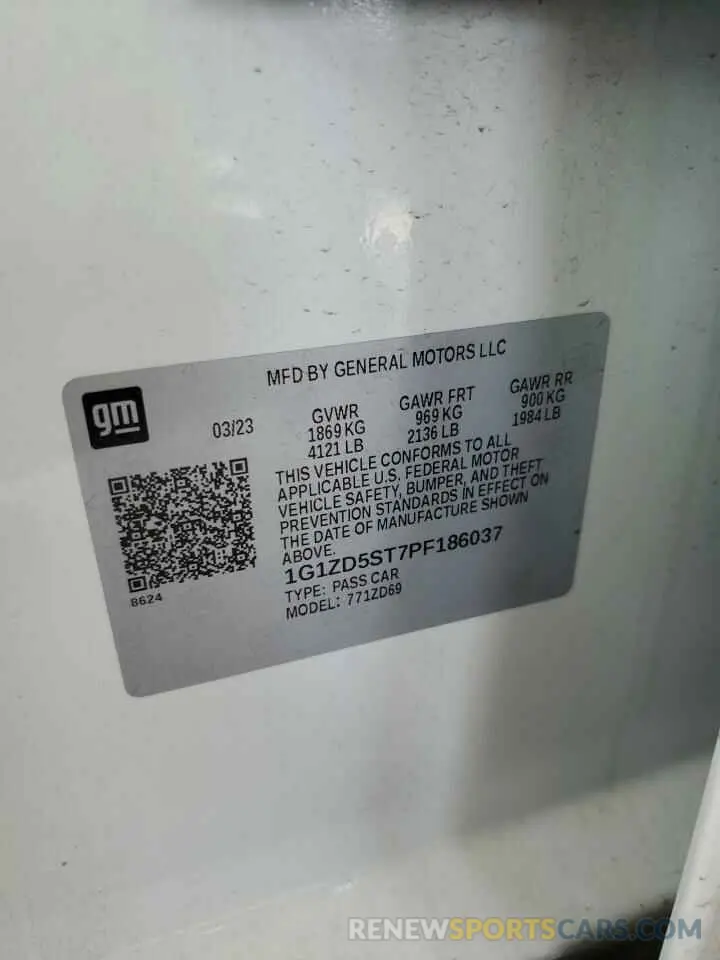 MFD BY GENERAL MOTORS LLC
gm
03/23
GVWR
1869 KG
4121 LB
GAWR FRT
969 KG
2136 LB
GAWR RR
900 KG
1984 LB
THIS VEHICLE CONFORMS TO ALL
APPLICABLE U.S. FEDERAL MOTOR
VEHICLE SAFETY, BUMPER, AND THEFT
PREVENTION STANDARDS IN EFFECT ON
THE DATE OF MANUFACTURE SHOWN
ABOVE.
1G1ZD5ST7PF186037
TYPE: PASS CAR
MODEL: 771ZD69
8624
RENEWSPORTSCARS.COM